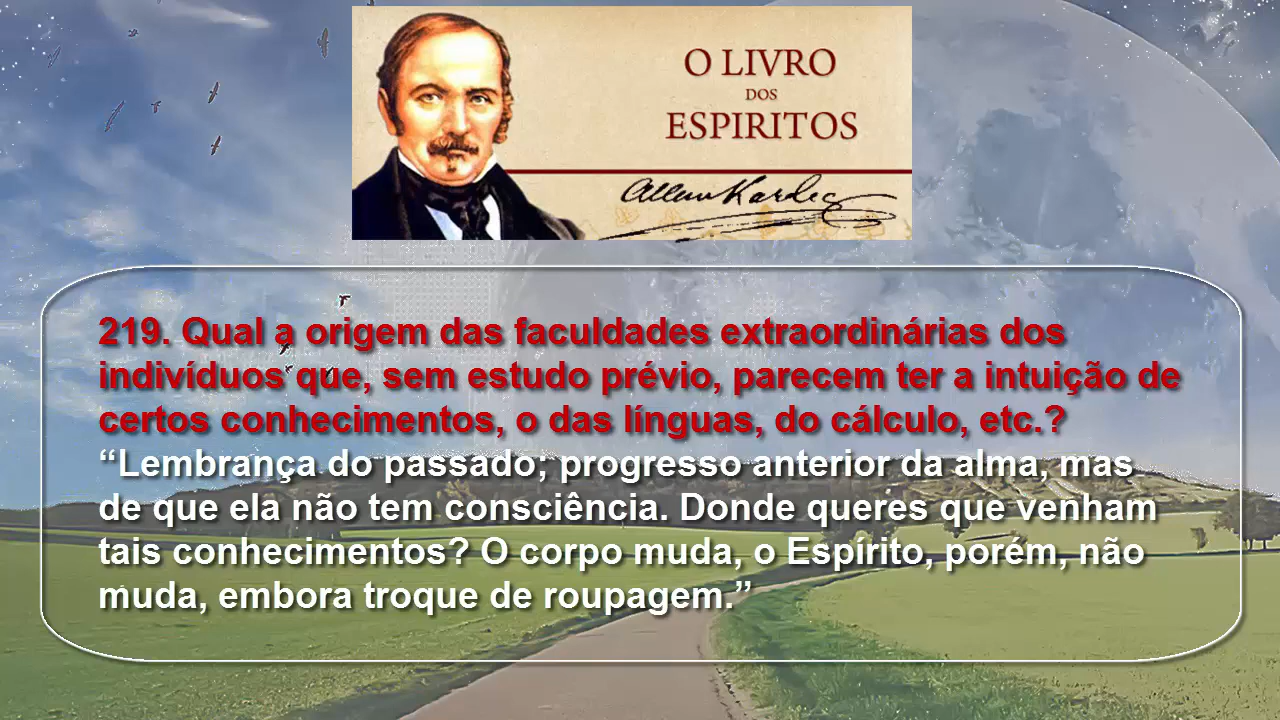 O LIVRO
DOS
ESPIRITOS
Allan Kardec
219. Qual a origem das faculdades extraordinárias dos
indivíduos que, sem estudo prévio, parecem ter a intuição de
certos conhecimentos, o das línguas, do cálculo, etc.?
“Lembrança do passado; progresso anterior da alma, mas
de que ela não tem consciência. Donde queres que venham
tais conhecimentos? O corpo muda, o Espírito, porém, não
muda, embora troque de roupagem.”